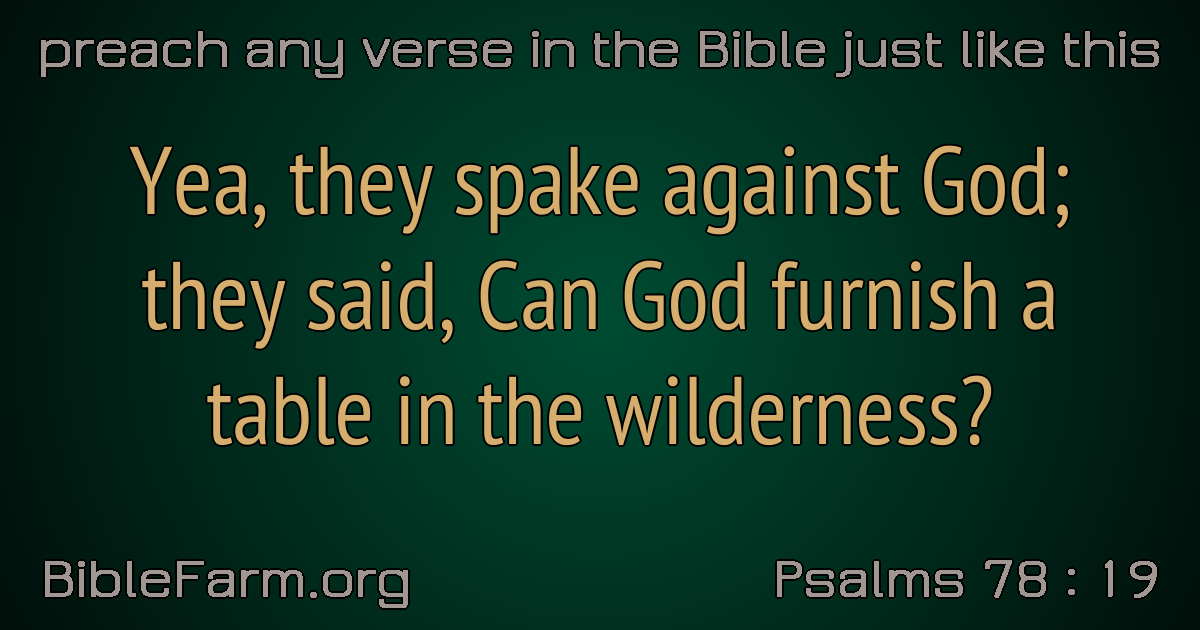 preach any verse in the Bible just like this
Yea, they spake against God;
they said, Can God furnish a
table in the wilderness?
BibleFarm.org
Psalms 78 : 19